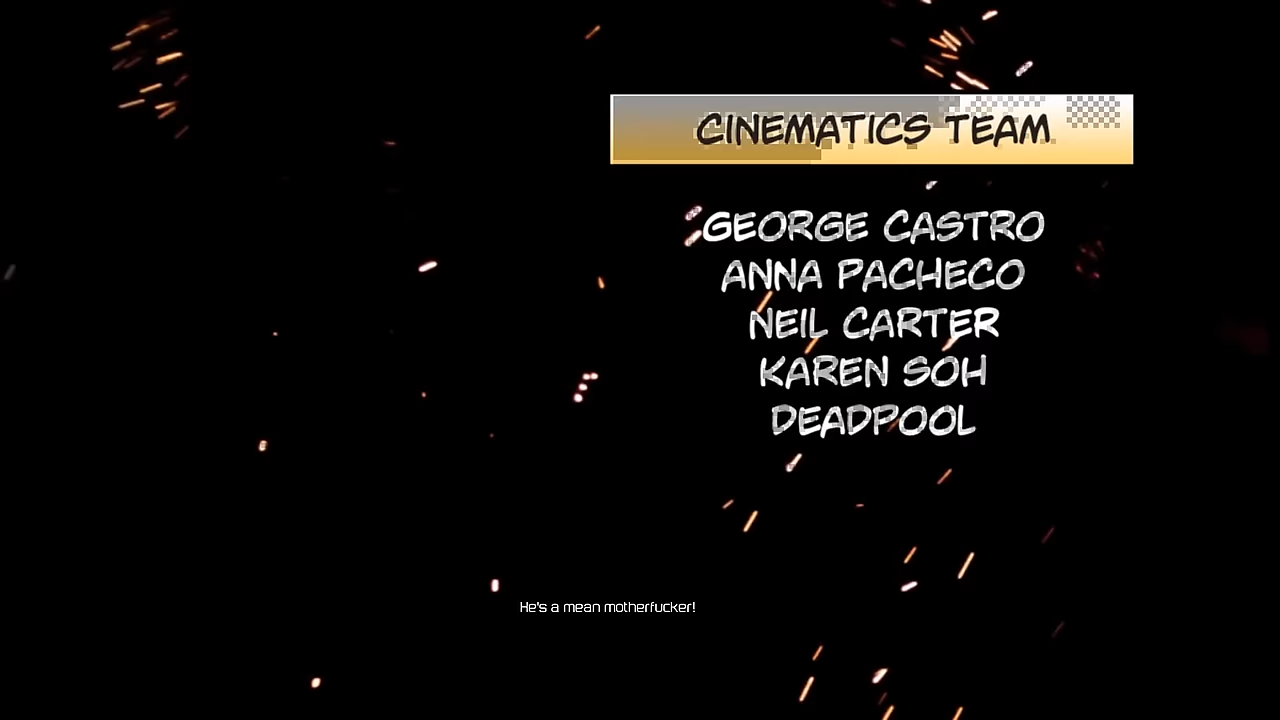 CINEMATICS TEAM
GEORGE CASTRO
ANNA PACHECO
NEIL CARTER
KAREN SOH
DEADPOOL
He's a mean motherfucker!